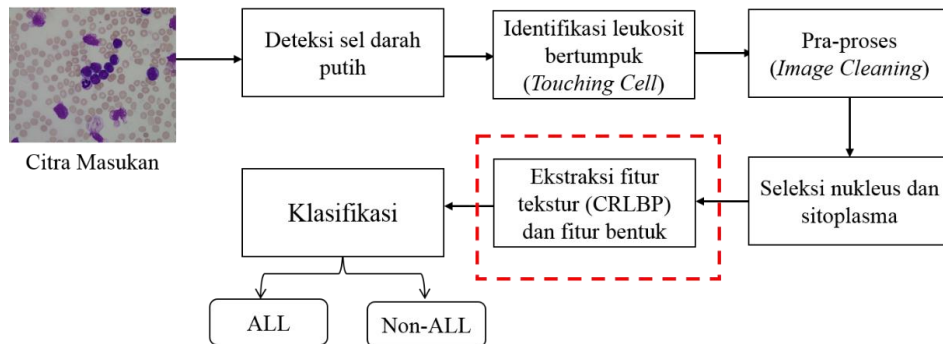 Citra Masukan
Deteksi sel darah
putih
Identifikasi leukosit
bertumpuk
(Touching Cell)
Pra-proses
(Image Cleaning)
Seleksi nukleus dan
sitoplasma
Ekstraksi fitur
tekstur (CRLBP)
dan fitur bentuk
Klasifikasi
ALL
Non-ALL